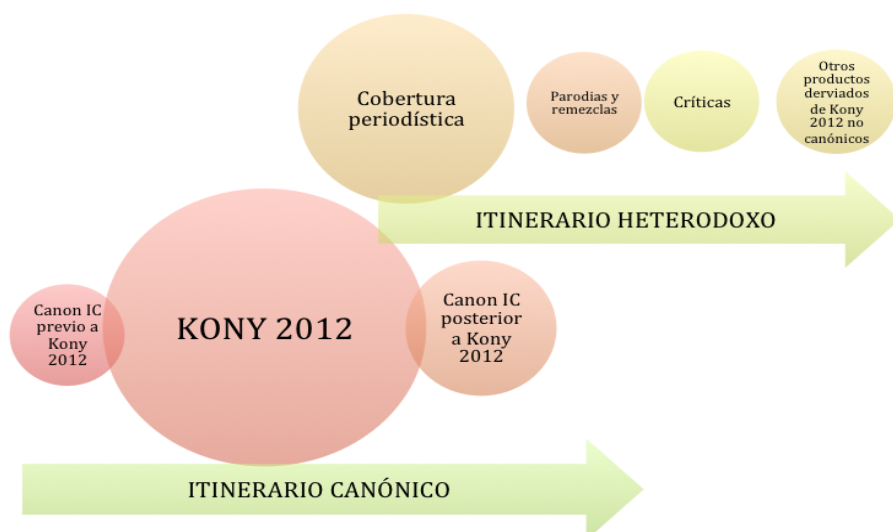 Cobertura
periodística
Parodias y
remezclas
Críticas
Otros
productos
derviados
de Kony
2012 no
canónicos
ITINERARIO HETERODOXO
Canon IC
previo a
Kony
2012
KONY 2012
Canon IC
posterior
a Kony
2012
ITINERARIO CANÓNICO